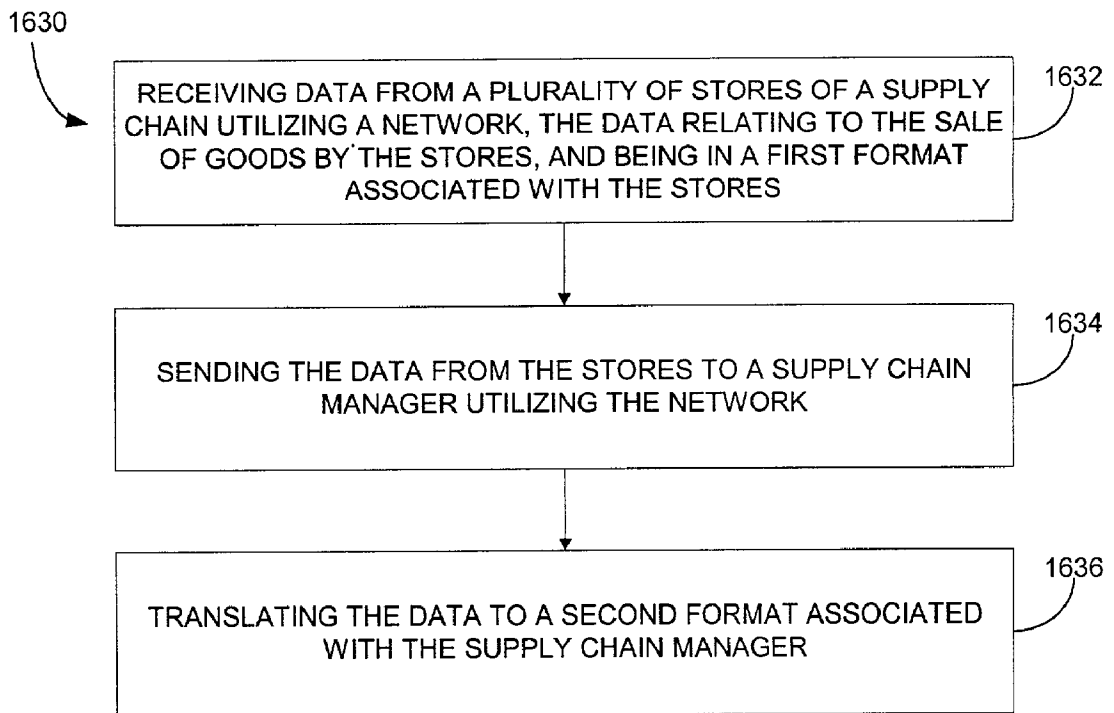 1630
1632
RECEIVING DATA FROM A PLURALITY OF STORES OF A SUPPLY
CHAIN UTILIZING A NETWORK, THE DATA RELATING TO THE SALE
OF GOODS BY THE STORES, AND BEING IN A FIRST FORMAT
ASSOCIATED WITH THE STORES
1634
SENDING THE DATA FROM THE STORES TO A SUPPLY CHAIN
MANAGER UTILIZING THE NETWORK
1636
TRANSLATING THE DATA TO A SECOND FORMAT ASSOCIATED
WITH THE SUPPLY CHAIN MANAGER